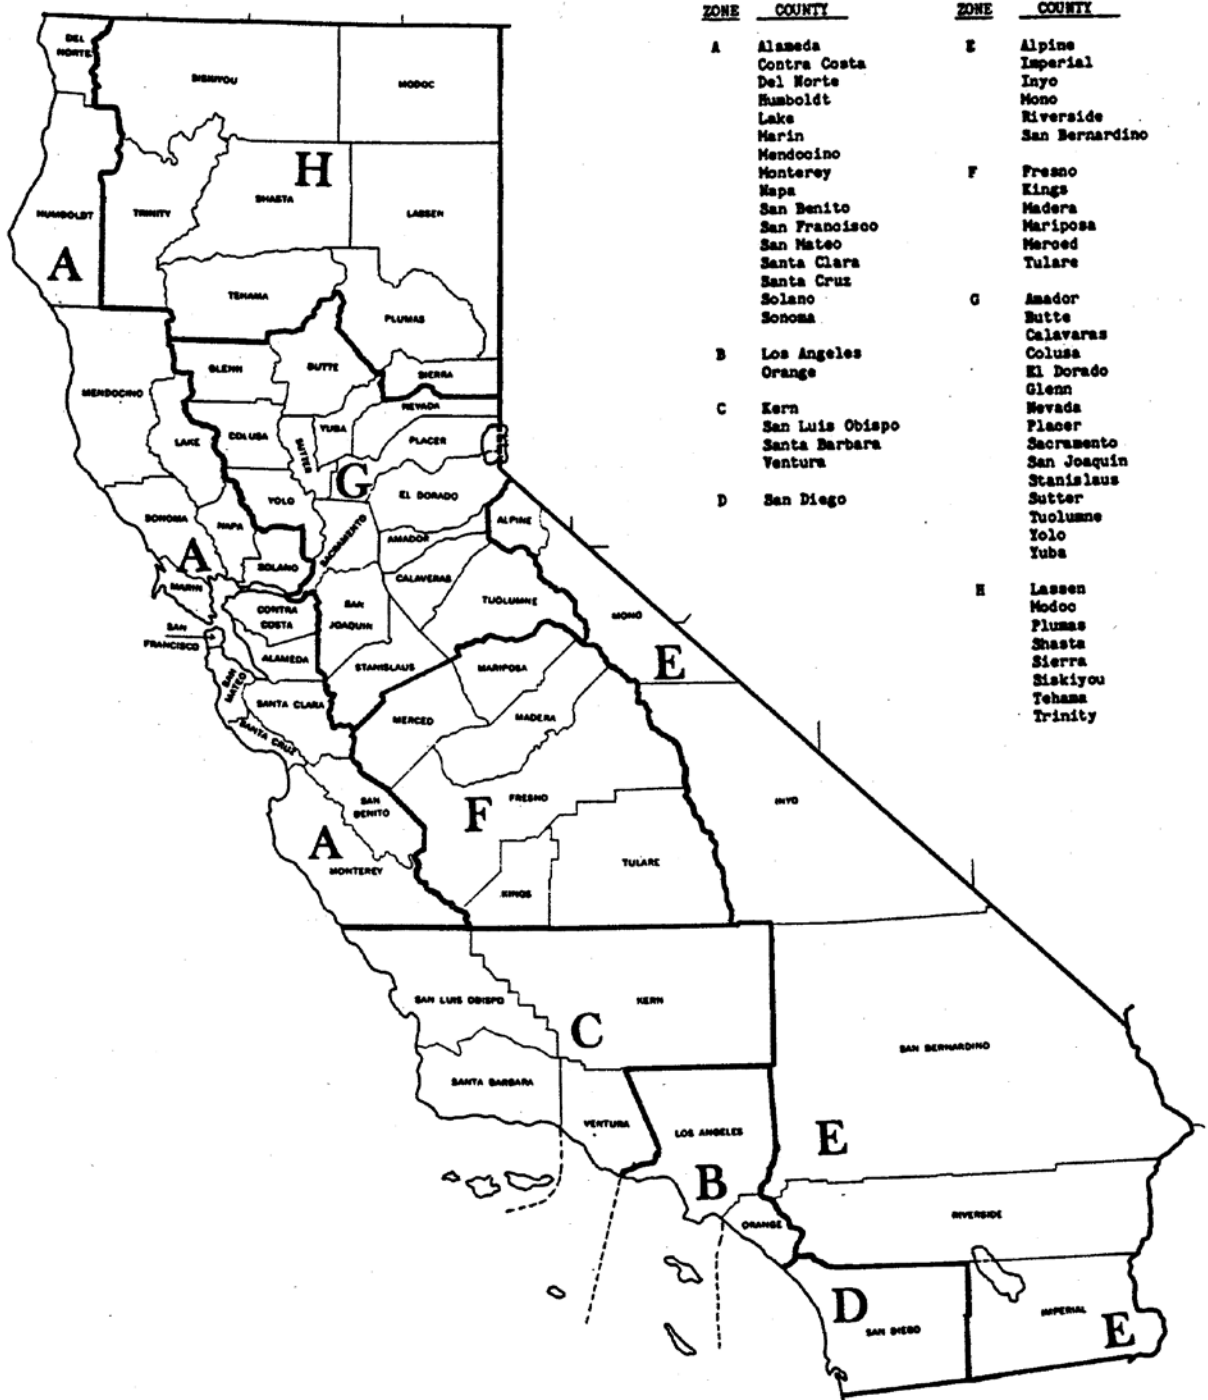 ZONE COUNTY ZONE COUNTY
A Alameda
Contra Costa
Del Norte
Humboldt
Lake
Marin
Mendocino
Monterey
Napa
San Benito
San Francisco
San Mateo
Santa Clara
Santa Cruz
Solano
Sonoma
B Los Angeles
Orange
C Kern
San Luis Obispo
Santa Barbara
Ventura
D San Diego
E Alpine
Imperial
Inyo
Mono
Riverside
San Bernardino
F Fresno
Kings
Madera
Mariposa
Merced
Tulare
G Amador
Butte
Calavaras
Colusa
El Dorado
Glenn
Nevada
Placer
Sacramento
San Joaquin
Stanislaus
Sutter
Tuolumne
Yolo
Yuba
H Lassen
Modoc
Plumas
Shasta
Sierra
Siskiyou
Tehama
Trinity
DEL
NORTE
SISKIYOU
MODOC
H
HUMBOLDT
TRINITY
SHASTA
LASSEN
A
TEHAMA
PLUMAS
GLENN
BUTTE
SIERRA
MENDOCINO
NEVADA
LAKE
COLUSA
SUTTER
YUBA
PLACER
G
YOLO
EL DORADO
SONOMA
NAPA
SACRAMENTO
ALPINE
A
AMADOR
SOLANO
MARIN
CALAVERAS
CONTRA
COSTA
SAN
JOAQUIN
TUOLUMNE
MONO
SAN
FRANCISCO
ALAMEDA
STANISLAUS
MARIPOSA
E
SAN
MATEO
SANTA CLARA
MERCED
MADERA
SANTA CRUZ
SAN
BENITO
FRESNO
INYO
F
A
MONTEREY
KINGS
TULARE
SAN LUIS OBISPO
KERN
C
SAN BERNARDINO
SANTA BARBARA
VENTURA
LOS ANGELES
E
B
ORANGE
RIVERSIDE
D
SAN DIEGO
IMPERIAL
E